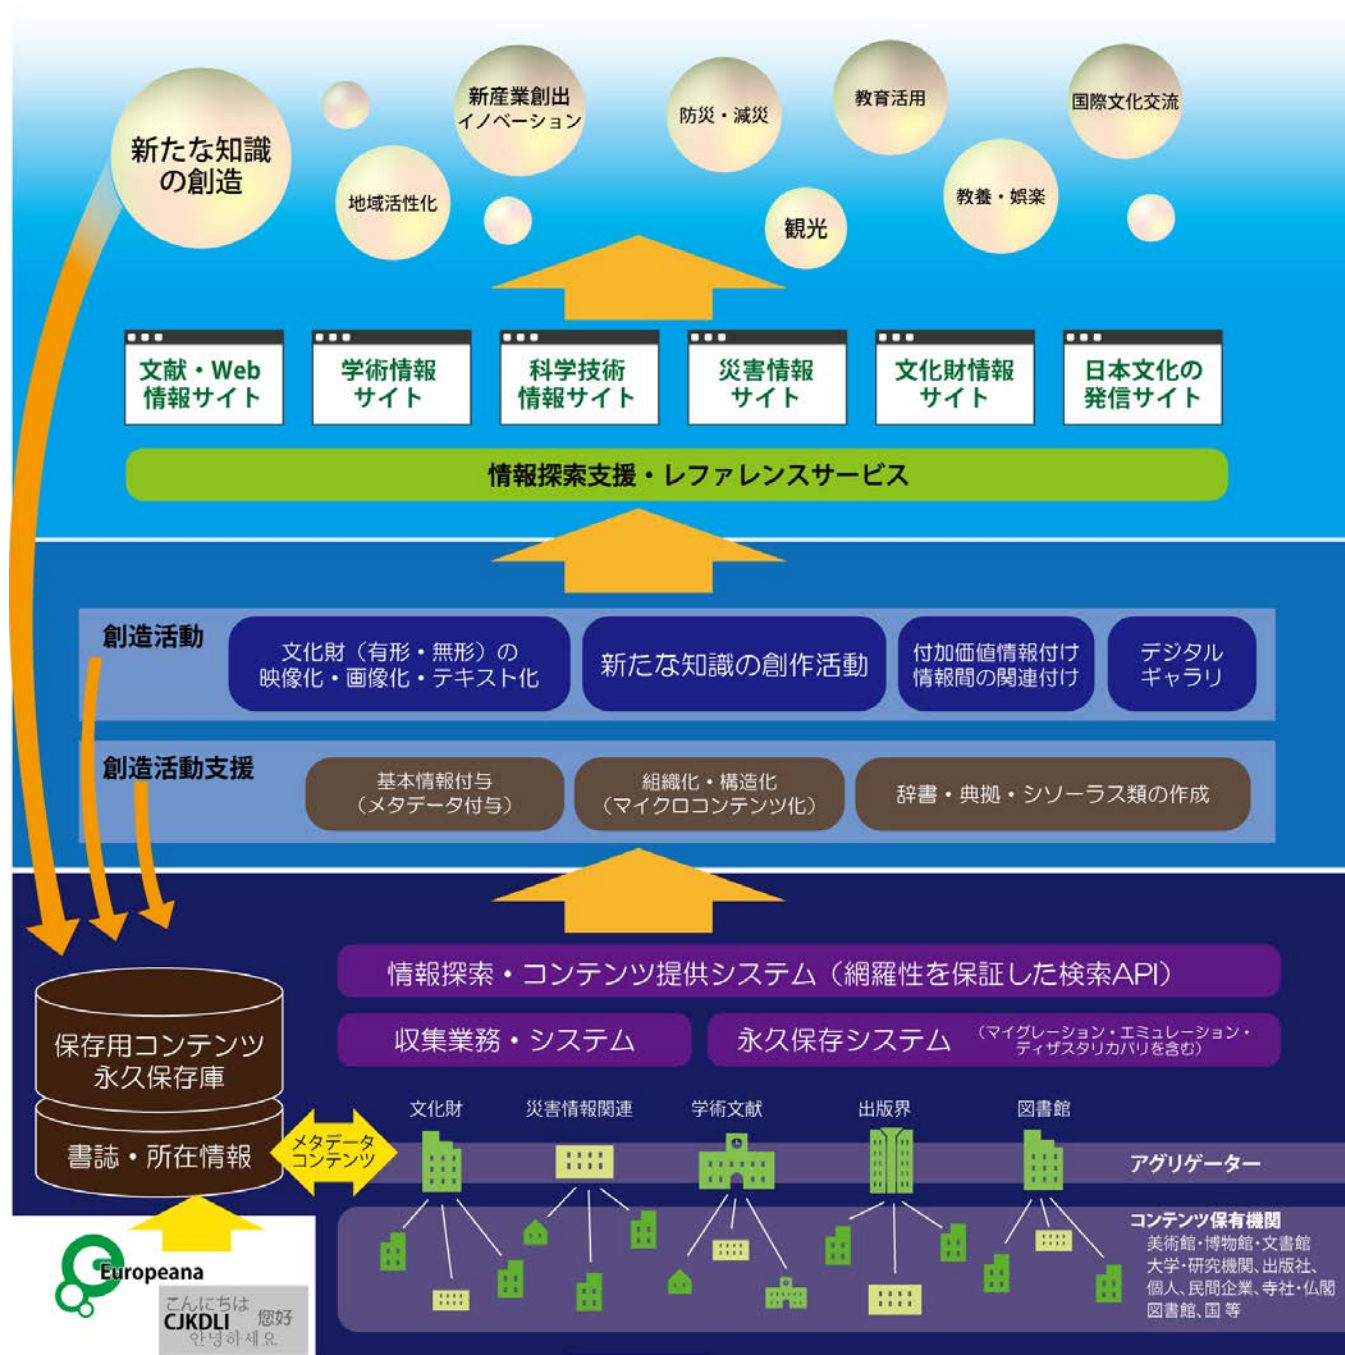 新たな知識
の創造
地域活性化
新産業創出
イノベーション
防災・減災
観光
教育活用
教養・娯楽
国際文化交流
文献・Web
情報サイト
学術情報
サイト
科学技術
情報サイト
災害情報
サイト
文化財情報
サイト
日本文化の
発信サイト
情報探索支援・レファレンスサービス
創造活動
文化財（有形・無形）の
映像化・画像化・テキスト化
新たな知識の創作活動
付加価値情報付け
情報間の関連付け
デジタル
ギャラリ
創造活動支援
基本情報付与
（メタデータ付与）
組織化・構造化
（マイクロコンテンツ化）
辞書・典拠・シソーラス類の作成
情報探索・コンテンツ提供システム（網羅性を保証した検索API）
収集業務・システム
永久保存システム
（マイグレーション・エミュレーション・
ディザスタリカバリを含む）
保存用コンテンツ
永久保存庫
書誌・所在情報
メタデータ
コンテンツ
文化財
災害情報関連
学術文献
出版界
図書館
アグリゲーター
コンテンツ保有機関
美術館・博物館・文書館
大学・研究機関、出版社、
個人、民間企業、寺社・仏閣
図書館、国 等
Europeana
こんにちは
CJKDLI
您好
안녕하세요